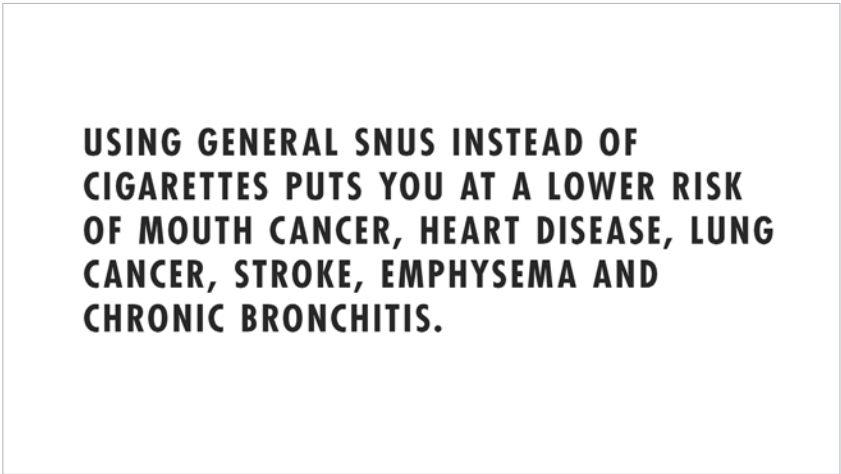 USING GENERAL SNUS INSTEAD OF
CIGARETTES PUTS YOU AT A LOWER RISK
OF MOUTH CANCER, HEART DISEASE, LUNG
CANCER, STROKE, EMPHYSEMA AND
CHRONIC BRONCHITIS.